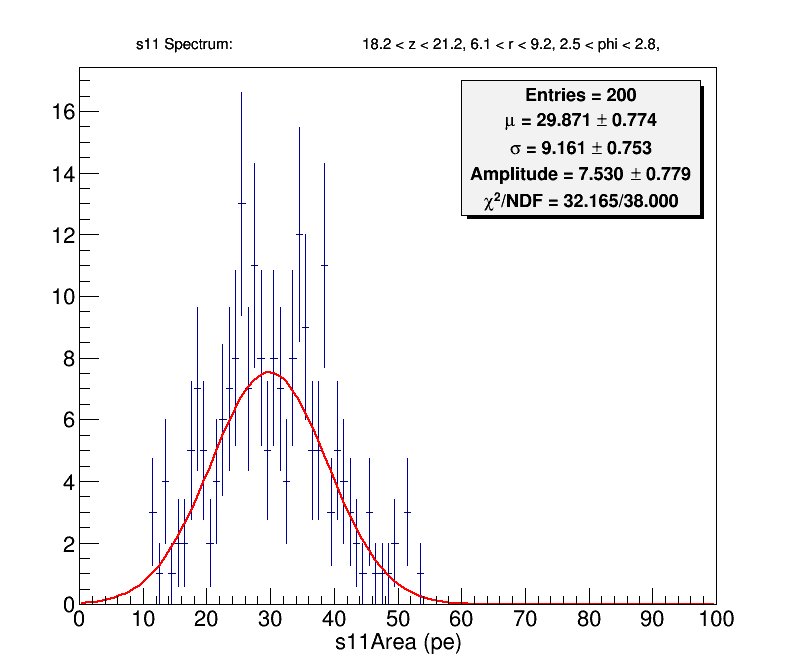 s11 Spectrum: 18.2 < z < 21.2, 6.1 < r < 9.2, 2.5 < phi < 2.8,
Entries = 200
μ = 29.871 ± 0.774
σ = 9.161 ± 0.753
Amplitude = 7.530 ± 0.779
χ²/NDF = 32.165/38.000
16
14
12
10
8
6
4
2
0
0 10 20 30 40 50 60 70 80 90 100
s11Area (pe)